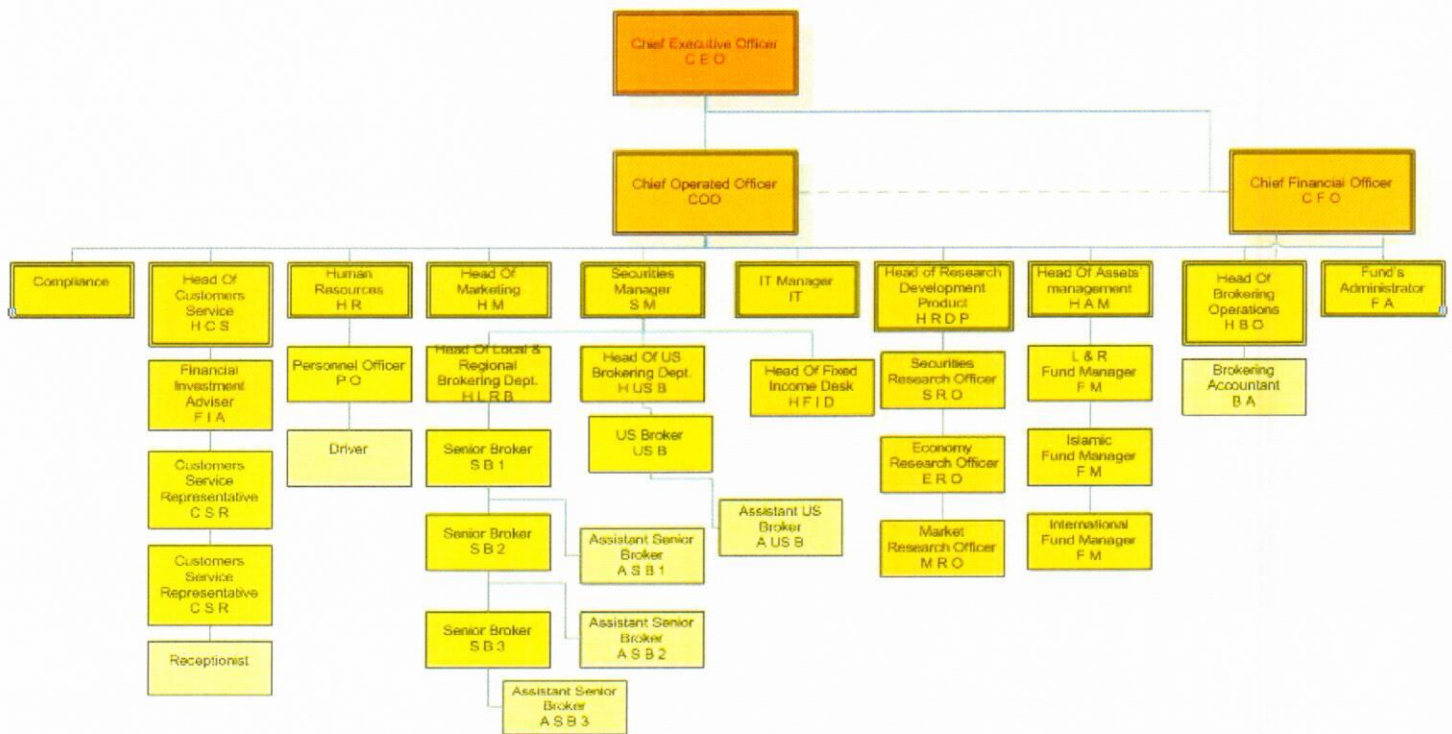 Chief Executive Officer
C E O
Chief Operated Officer
COO
Chief Financial Officer
C F O
Compliance
Head Of
Customers
Service
H C S
Human
Resources
H R
Head Of
Marketing
H M
Securities
Manager
S M
IT Manager
IT
Head of Research
Development
Product
H R D P
Head Of Assets'
management
H A M
Head Of
Brokering
Operations
H B O
Fund's
Administrator
F A
Financial
Investment
Adviser
F I A
Personnel Officer
P O
Head Of Local &
Regional
Brokering Dept.
H L R B
Head Of US
Brokering Dept.
H US B
Head Of Fixed
Income Desk
H F I D
Securities
Research Officer
S R O
L & R
Fund Manager
F M
Brokering
Accountant
B A
Customers
Service
Representative
C S R
Driver
Senior Broker
S B 1
US Broker
US B
Economy
Research Officer
E R O
Islamic
Fund Manager
F M
Customers
Service
Representative
C S R
Senior Broker
S B 2
Assistant Senior
Broker
A S B 1
Assistant US
Broker
A US B
Market
Research Officer
M R O
International
Fund Manager
F M
Receptionist
Senior Broker
S B 3
Assistant Senior
Broker
A S B 2
Assistant Senior
Broker
A S B 3